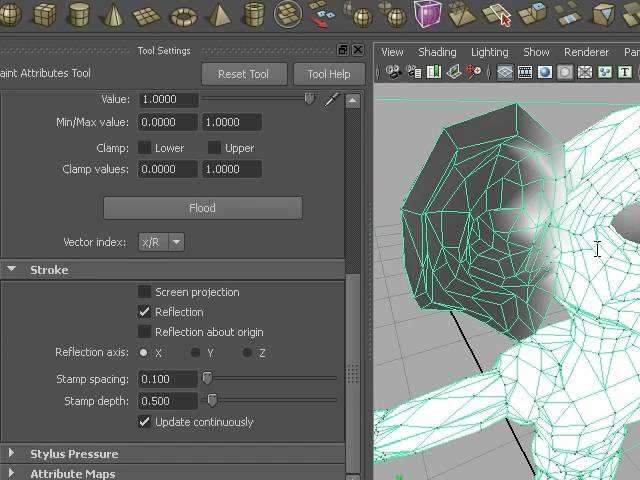 Tool Settings
aint Attributes Tool
Reset Tool
Tool Help
Value: 1.0000
Min/Max value: 0.0000 1.0000
Clamp: Lower Upper
Clamp values: 0.0000 1.0000
Flood
Vector index: x/R
Stroke
Screen projection
Reflection
Reflection about origin
Reflection axis: X Y Z
Stamp spacing: 0.100
Stamp depth: 0.500
Update continuously
Stylus Pressure
Attribute Maps
View Shading Lighting Show Renderer Par
T